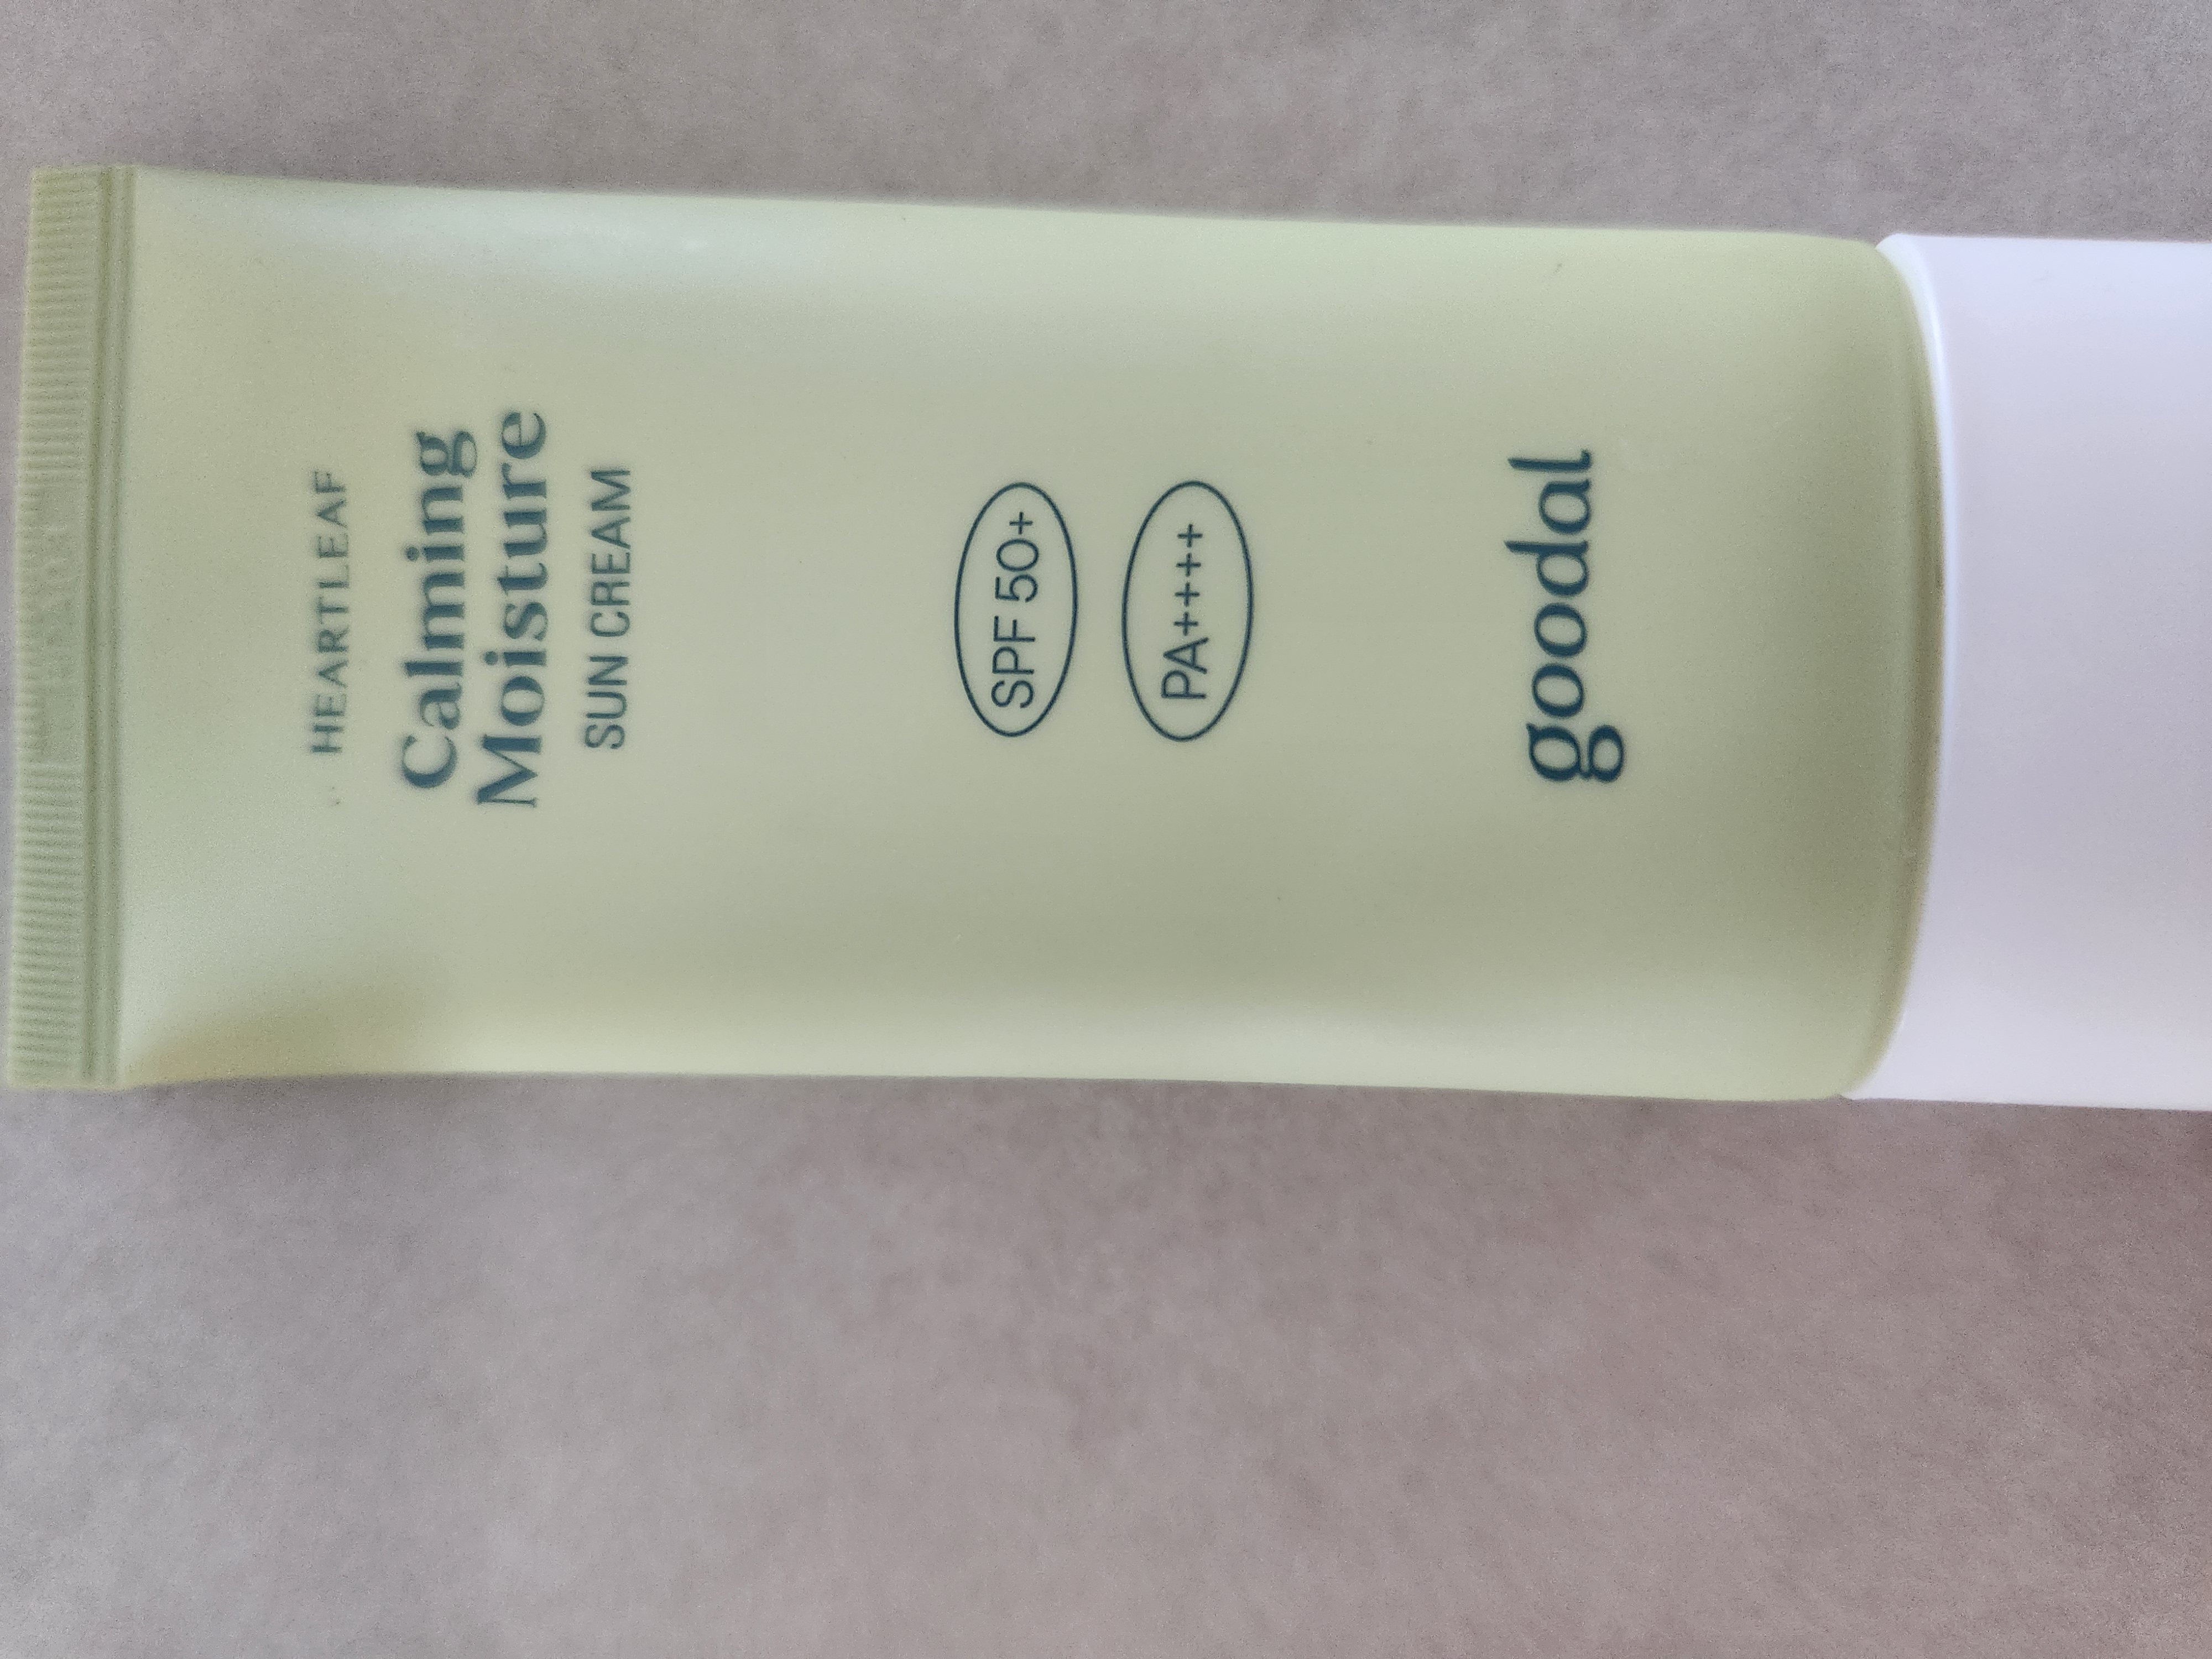 HEARTLEAF
Calming
Moisture
SUN CREAM
SPF 50+
PA++++
goodal